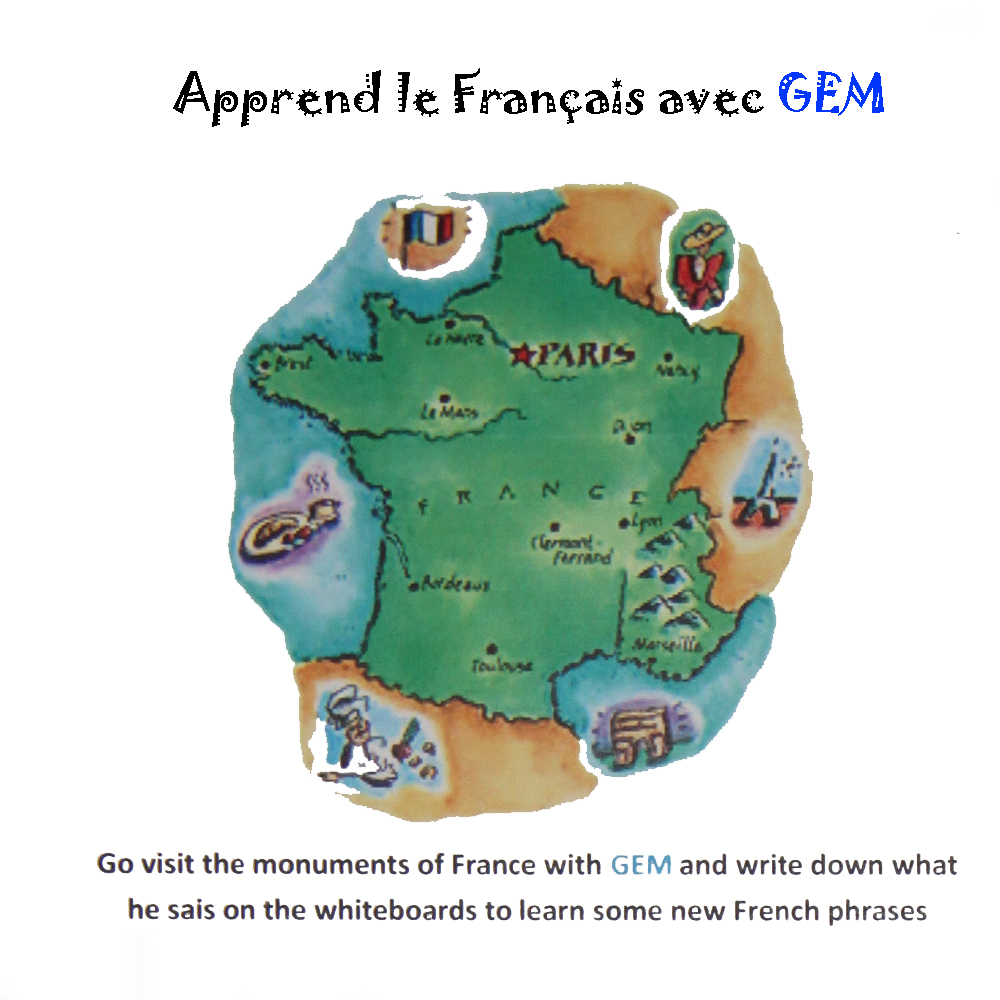 Apprend le Français avec GEM
Le Havre
PARIS
Brest
Nancy
Le Mans
Dijon
FRANCE
Lyon
Clermont-
Ferrand
Bordeaux
Marseille
Toulouse
Go visit the monuments of France with GEM and write down what
he sais on the whiteboards to learn some new French phrases